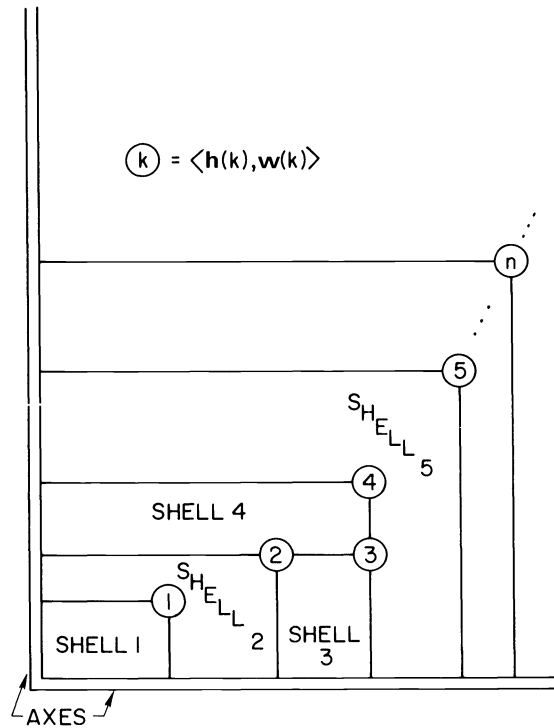 k = ⟨h(k), w(k)⟩
n
5
SHELL 5
4
SHELL 4
2
3
1
SHELL 2
SHELL 1
SHELL
3
AXES